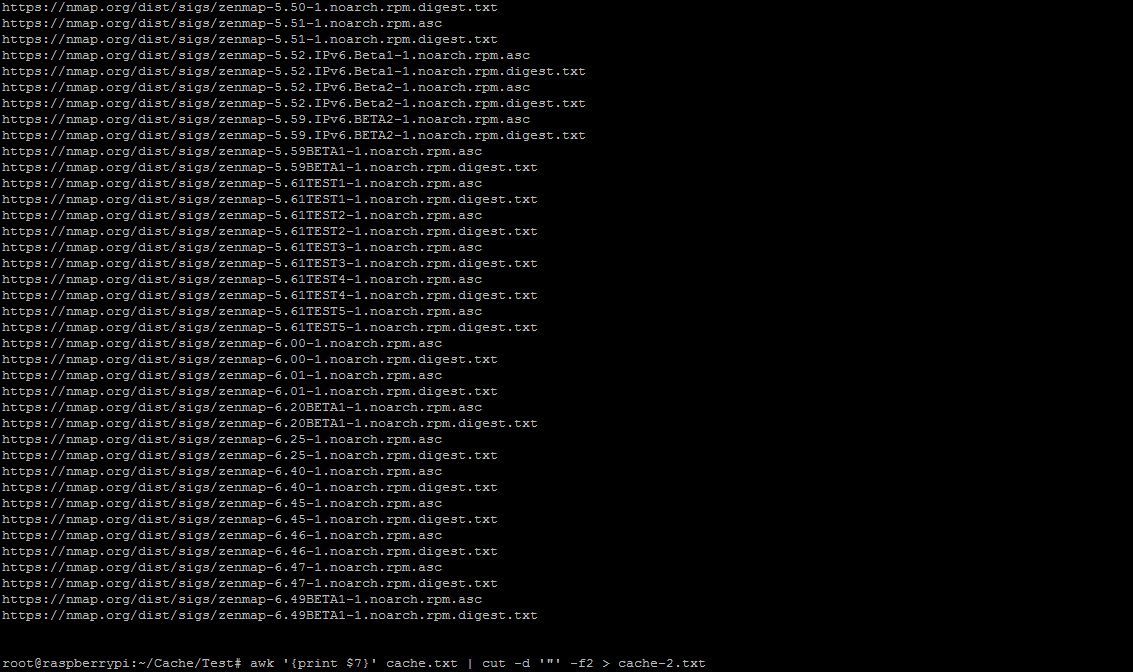 https://nmap.org/dist/sigs/zenmap-5.50-1.noarch.rpm.digest.txt
https://nmap.org/dist/sigs/zenmap-5.51-1.noarch.rpm.asc
https://nmap.org/dist/sigs/zenmap-5.51-1.noarch.rpm.digest.txt
https://nmap.org/dist/sigs/zenmap-5.52.IPv6.Beta1-1.noarch.rpm.asc
https://nmap.org/dist/sigs/zenmap-5.52.IPv6.Beta1-1.noarch.rpm.digest.txt
https://nmap.org/dist/sigs/zenmap-5.52.IPv6.Beta2-1.noarch.rpm.asc
https://nmap.org/dist/sigs/zenmap-5.52.IPv6.Beta2-1.noarch.rpm.digest.txt
https://nmap.org/dist/sigs/zenmap-5.59.IPv6.BETA2-1.noarch.rpm.asc
https://nmap.org/dist/sigs/zenmap-5.59.IPv6.BETA2-1.noarch.rpm.digest.txt
https://nmap.org/dist/sigs/zenmap-5.59BETA1-1.noarch.rpm.asc
https://nmap.org/dist/sigs/zenmap-5.59BETA1-1.noarch.rpm.digest.txt
https://nmap.org/dist/sigs/zenmap-5.61TEST1-1.noarch.rpm.asc
https://nmap.org/dist/sigs/zenmap-5.61TEST1-1.noarch.rpm.digest.txt
https://nmap.org/dist/sigs/zenmap-5.61TEST2-1.noarch.rpm.asc
https://nmap.org/dist/sigs/zenmap-5.61TEST2-1.noarch.rpm.digest.txt
https://nmap.org/dist/sigs/zenmap-5.61TEST3-1.noarch.rpm.asc
https://nmap.org/dist/sigs/zenmap-5.61TEST3-1.noarch.rpm.digest.txt
https://nmap.org/dist/sigs/zenmap-5.61TEST4-1.noarch.rpm.asc
https://nmap.org/dist/sigs/zenmap-5.61TEST4-1.noarch.rpm.digest.txt
https://nmap.org/dist/sigs/zenmap-5.61TEST5-1.noarch.rpm.asc
https://nmap.org/dist/sigs/zenmap-5.61TEST5-1.noarch.rpm.digest.txt
https://nmap.org/dist/sigs/zenmap-6.00-1.noarch.rpm.asc
https://nmap.org/dist/sigs/zenmap-6.00-1.noarch.rpm.digest.txt
https://nmap.org/dist/sigs/zenmap-6.01-1.noarch.rpm.asc
https://nmap.org/dist/sigs/zenmap-6.01-1.noarch.rpm.digest.txt
https://nmap.org/dist/sigs/zenmap-6.20BETA1-1.noarch.rpm.asc
https://nmap.org/dist/sigs/zenmap-6.20BETA1-1.noarch.rpm.digest.txt
https://nmap.org/dist/sigs/zenmap-6.25-1.noarch.rpm.asc
https://nmap.org/dist/sigs/zenmap-6.25-1.noarch.rpm.digest.txt
https://nmap.org/dist/sigs/zenmap-6.40-1.noarch.rpm.asc
https://nmap.org/dist/sigs/zenmap-6.40-1.noarch.rpm.digest.txt
https://nmap.org/dist/sigs/zenmap-6.45-1.noarch.rpm.asc
https://nmap.org/dist/sigs/zenmap-6.45-1.noarch.rpm.digest.txt
https://nmap.org/dist/sigs/zenmap-6.46-1.noarch.rpm.asc
https://nmap.org/dist/sigs/zenmap-6.46-1.noarch.rpm.digest.txt
https://nmap.org/dist/sigs/zenmap-6.47-1.noarch.rpm.asc
https://nmap.org/dist/sigs/zenmap-6.47-1.noarch.rpm.digest.txt
https://nmap.org/dist/sigs/zenmap-6.49BETA1-1.noarch.rpm.asc
https://nmap.org/dist/sigs/zenmap-6.49BETA1-1.noarch.rpm.digest.txt
root@raspberrypi:~/Cache/Test# awk '{print $7}' cache.txt | cut -d '"' -f2 > cache-2.txt